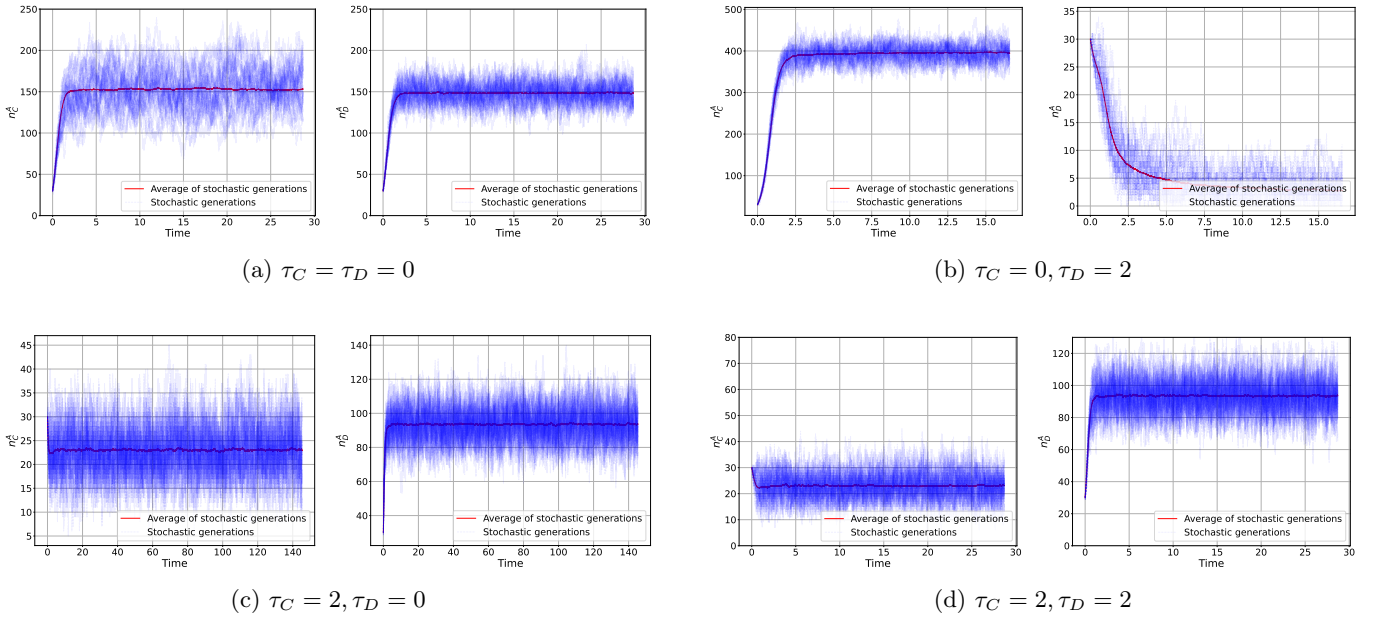 250
200
150
100
50
0
n_C^A
0 5 10 15 20 25 30
Time
Average of stochastic generations
Stochastic generations
250
200
150
100
50
0
n_D^A
0 5 10 15 20 25 30
Time
Average of stochastic generations
Stochastic generations
(a) τ_C = τ_D = 0
500
400
300
200
100
n_C^A
0.0 2.5 5.0 7.5 10.0 12.5 15.0
Time
Average of stochastic generations
Stochastic generations
35
30
25
20
15
10
5
0
n_D^A
0.0 2.5 5.0 7.5 10.0 12.5 15.0
Time
Average of stochastic generations
Stochastic generations
(b) τ_C = 0, τ_D = 2
45
40
35
30
25
20
15
10
5
n_C^A
0 20 40 60 80 100 120 140
Time
Average of stochastic generations
Stochastic generations
140
120
100
80
60
40
n_D^A
0 20 40 60 80 100 120 140
Time
Average of stochastic generations
Stochastic generations
(c) τ_C = 2, τ_D = 0
80
70
60
50
40
30
20
10
0
n_C^A
0 5 10 15 20 25 30
Time
Average of stochastic generations
Stochastic generations
120
100
80
60
40
20
0
n_D^A
0 5 10 15 20 25 30
Time
Average of stochastic generations
Stochastic generations
(d) τ_C = 2, τ_D = 2